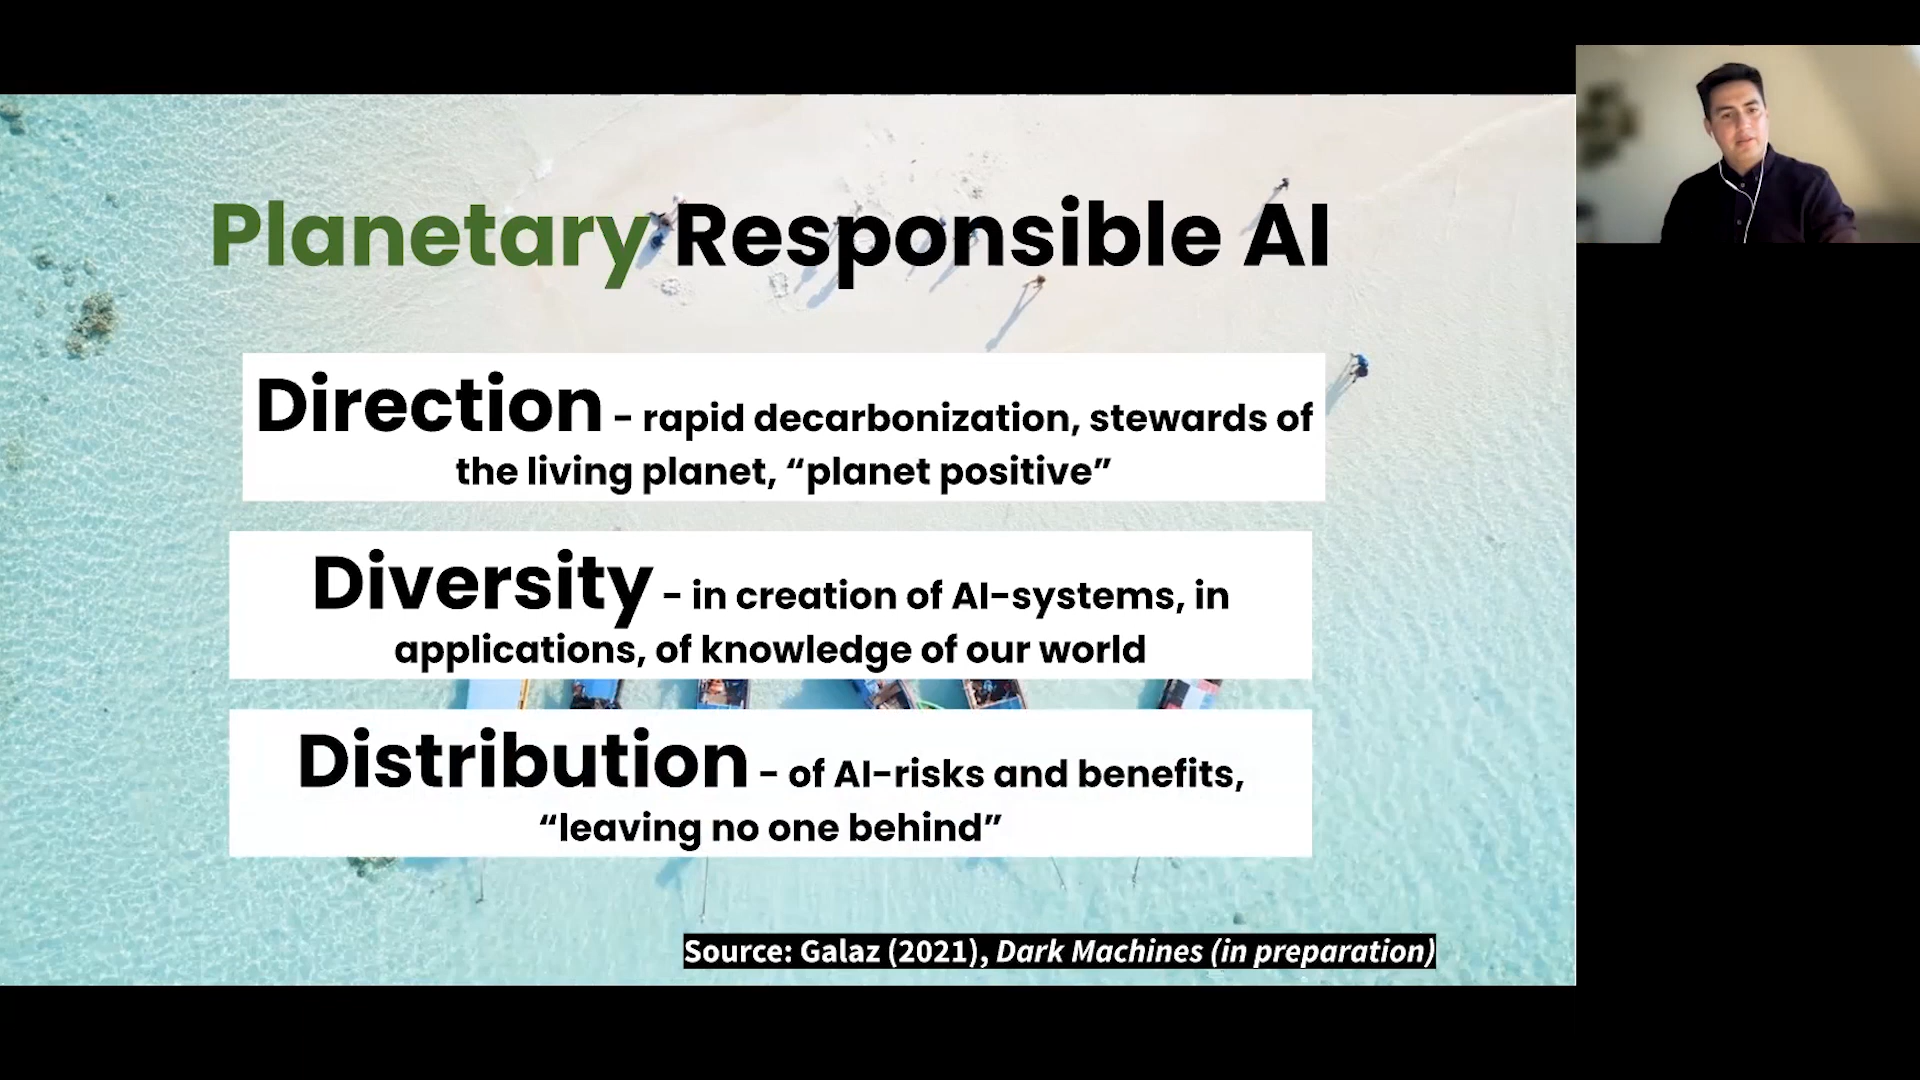 Planetary Responsible AI
Direction - rapid decarbonization, stewards of
the living planet, “planet positive”
Diversity - in creation of AI-systems, in
applications, of knowledge of our world
Distribution - of AI-risks and benefits,
“leaving no one behind”
Source: Galaz (2021), Dark Machines (in preparation)